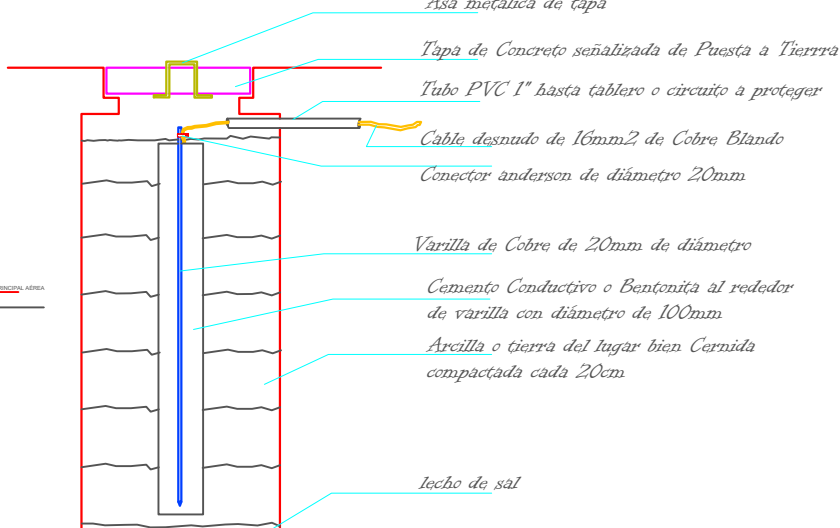 Asa metálica de tapa
Tapa de Concreto señalizada de Puesta a Tierrra
Tubo PVC 1" hasta tablero o circuito a proteger
Cable desnudo de 16mm2 de Cobre Blando
Conector anderson de diámetro 20mm
Varilla de Cobre de 20mm de diámetro
RINCIPAL AÉREA
Cemento Conductivo o Bentonita al rededor
de varilla con diámetro de 100mm
Arcilla o tierra del lugar bien Cernida
compactada cada 20cm
lecho de sal